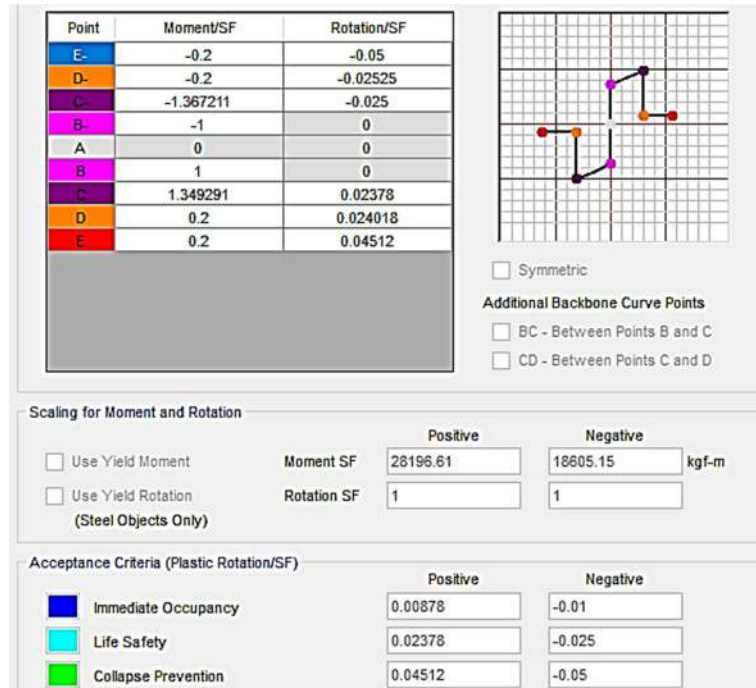 Point Moment/SF Rotation/SF
E- -0.2 -0.05
D- -0.2 -0.02525
C- -1.367211 -0.025
B- -1 0
A 0 0
B 1 0
C 1.349291 0.02378
D 0.2 0.024018
E 0.2 0.04512
Symmetric
Additional Backbone Curve Points
BC - Between Points B and C
CD - Between Points C and D
Scaling for Moment and Rotation
Positive Negative
Use Yield Moment Moment SF 28196.61 18605.15 kgf-m
Use Yield Rotation Rotation SF 1 1
(Steel Objects Only)
Acceptance Criteria (Plastic Rotation/SF)
Positive Negative
Immediate Occupancy 0.00878 -0.01
Life Safety 0.02378 -0.025
Collapse Prevention 0.04512 -0.05